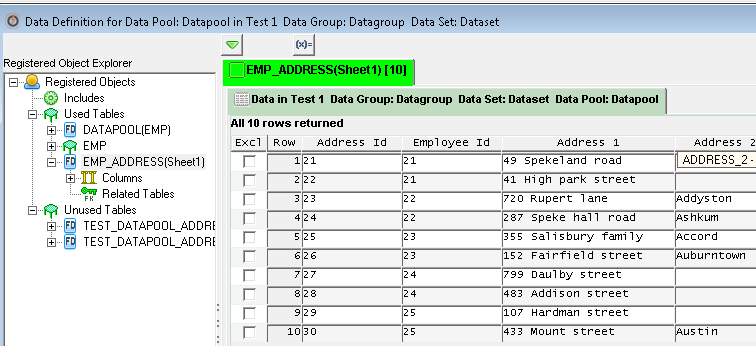 Data Definition for Data Pool: Datapool in Test 1 Data Group: Datagroup Data Set: Dataset
(x)=
Registered Object Explorer
Registered Objects
Includes
Used Tables
FD DATAPOOL(EMP)
EMP
FD EMP_ADDRESS(Sheet1)
Columns
FK Related Tables
Unused Tables
FD TEST_DATAPOOL_ADDRE
FD TEST_DATAPOOL_ADDRE
EMP_ADDRESS(Sheet1) [10]
Data in Test 1 Data Group: Datagroup Data Set: Dataset Data Pool: Datapool
All 10 rows returned
Excl Row Address Id Employee Id Address 1 Address 2
1 21 21 49 Spekeland road ADDRESS_2 -
2 22 21 41 High park street
3 23 22 720 Rupert lane Addyston
4 24 22 287 Speke hall road Ashkum
5 25 23 355 Salisbury family Accord
6 26 23 152 Fairfield street Auburntown
7 27 24 799 Daulby street
8 28 24 483 Addison street
9 29 25 107 Hardman street
10 30 25 433 Mount street Austin